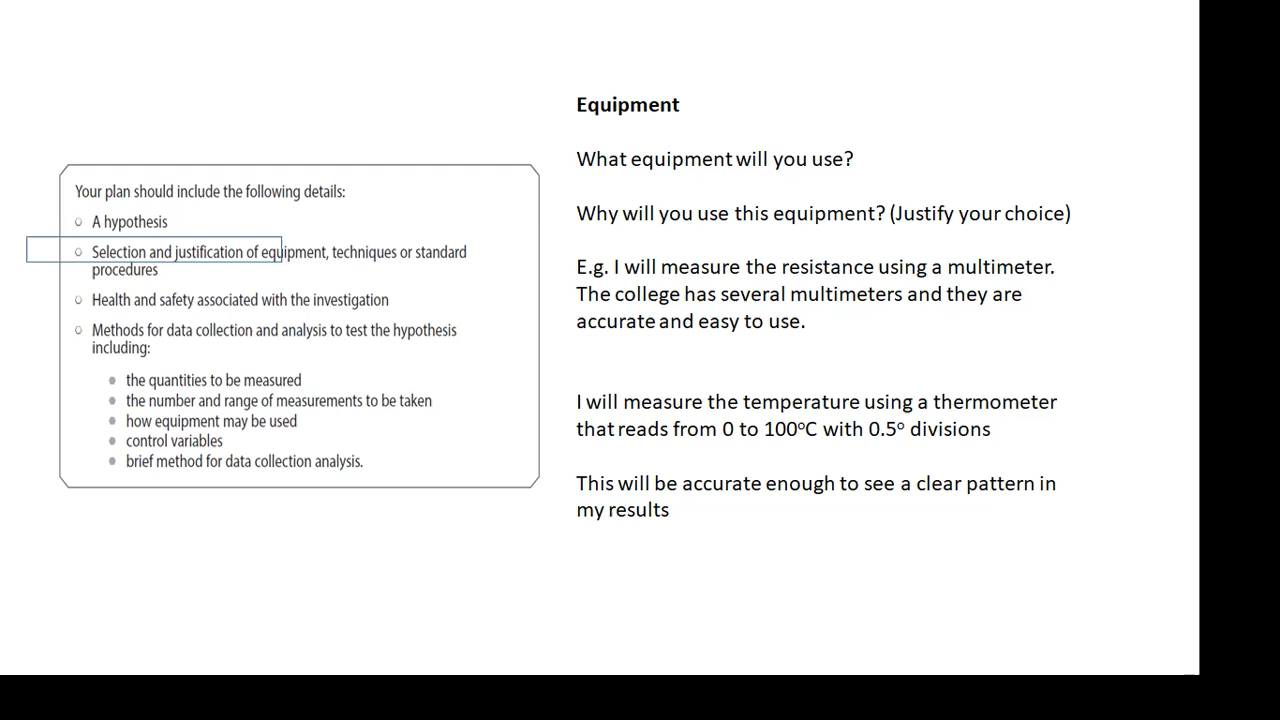 Your plan should include the following details:
A hypothesis
Selection and justification of equipment, techniques or standard
procedures
Health and safety associated with the investigation
Methods for data collection and analysis to test the hypothesis
including:
the quantities to be measured
the number and range of measurements to be taken
how equipment may be used
control variables
brief method for data collection analysis.
Equipment
What equipment will you use?
Why will you use this equipment? (Justify your choice)
E.g. I will measure the resistance using a multimeter.
The college has several multimeters and they are
accurate and easy to use.
I will measure the temperature using a thermometer
that reads from 0 to 100°C with 0.5° divisions
This will be accurate enough to see a clear pattern in
my results